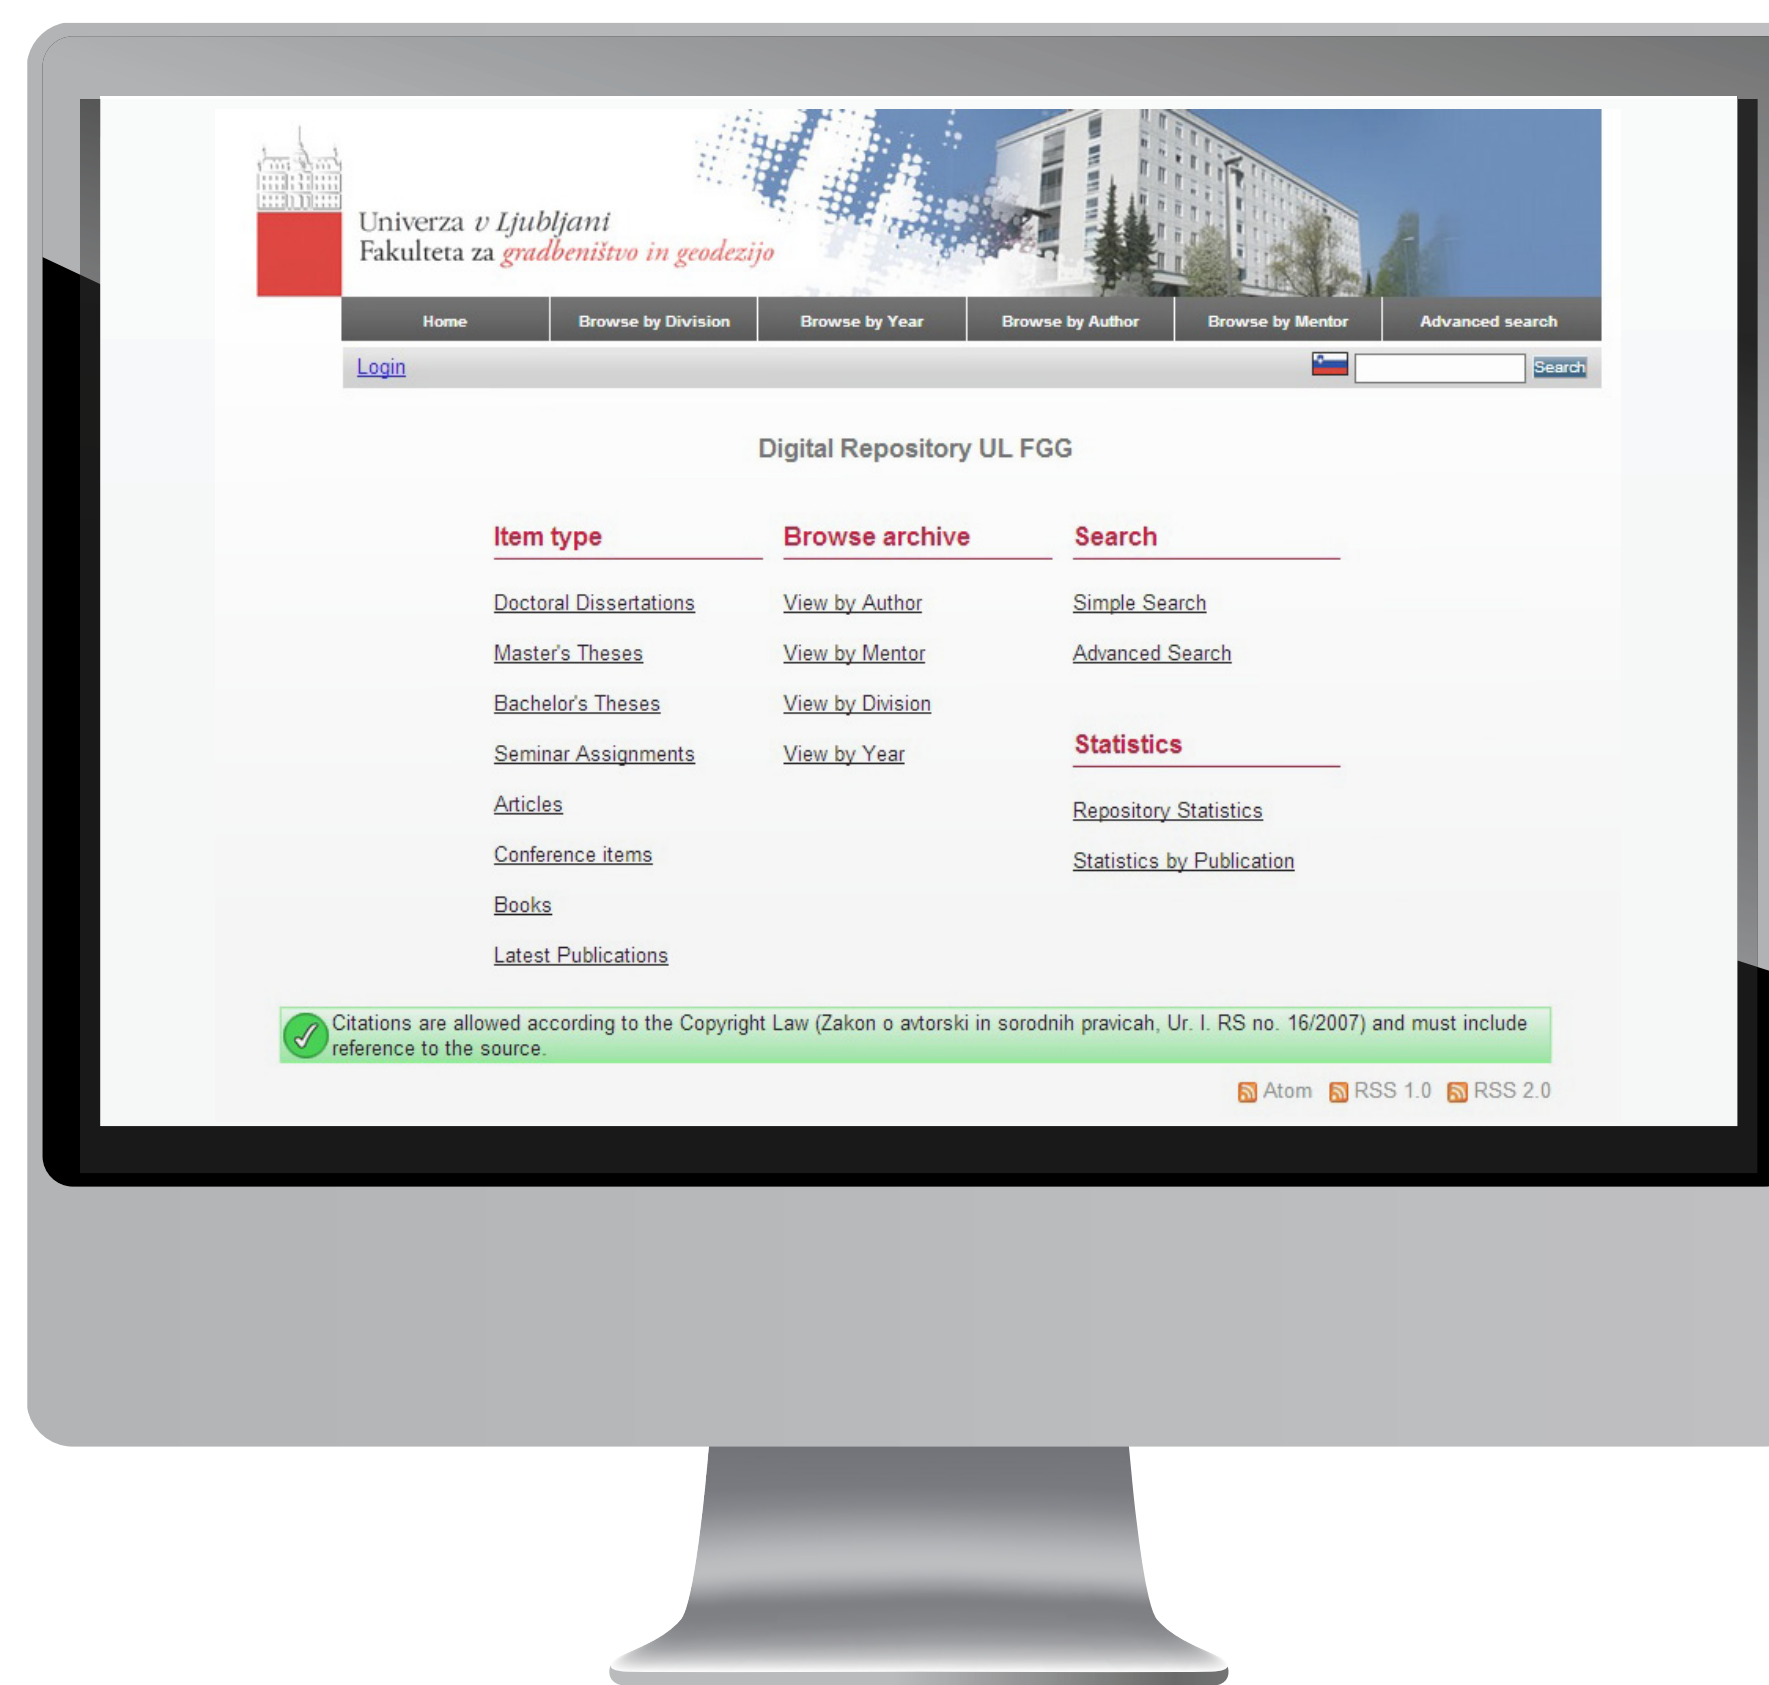 Univerza v Ljubljani
Fakulteta za gradbeništvo in geodezijo
Home Browse by Division Browse by Year Browse by Author Browse by Mentor Advanced search
Login Search
Digital Repository UL FGG
Item type
Doctoral Dissertations
Master's Theses
Bachelor's Theses
Seminar Assignments
Articles
Conference items
Books
Latest Publications
Browse archive
View by Author
View by Mentor
View by Division
View by Year
Search
Simple Search
Advanced Search
Statistics
Repository Statistics
Statistics by Publication
Citations are allowed according to the Copyright Law (Zakon o avtorski in sorodnih pravicah, Ur. l. RS no. 16/2007) and must include
reference to the source.
Atom RSS 1.0 RSS 2.0